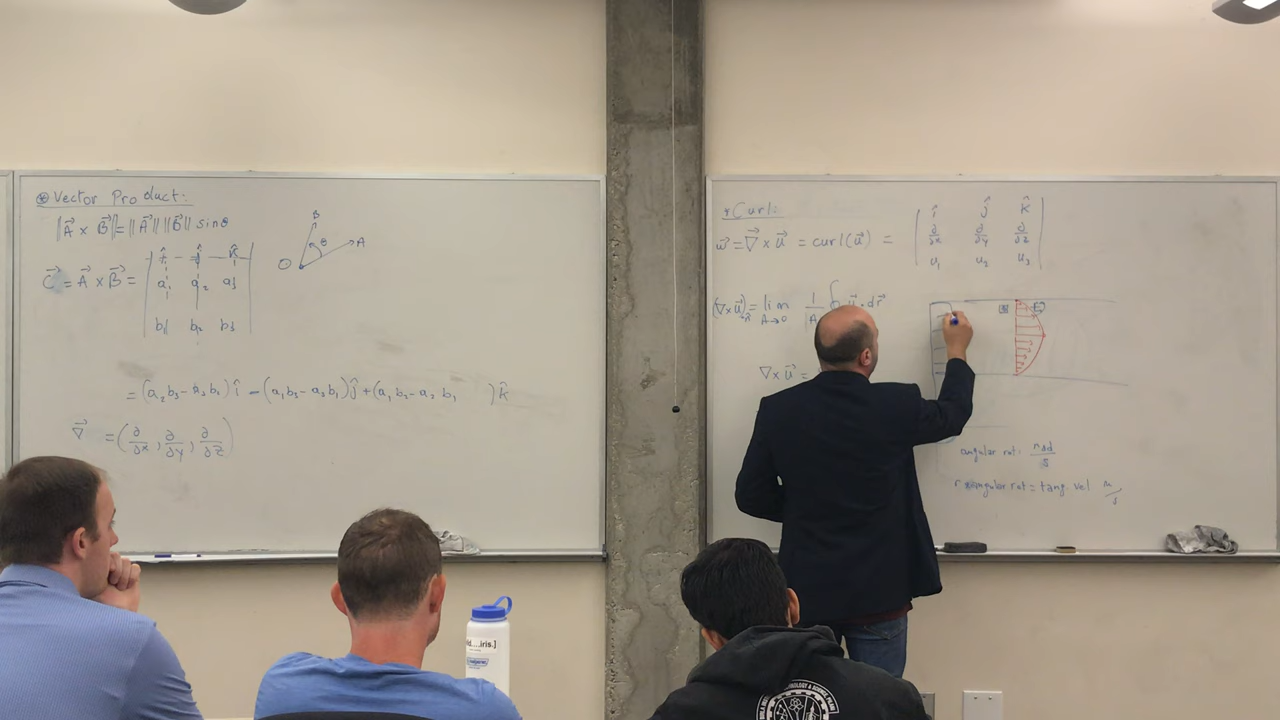 ⊛ Vector Product:
‖A⃗ × B⃗‖ = ‖A⃗‖ ‖B⃗‖ sinθ
B
θ
A
O
C⃗ = A⃗ × B⃗ = | î ĵ k̂ |
a₁ a₂ a₃
b₁ b₂ b₃
= (a₂b₃ - a₃b₂) î - (a₁b₃ - a₃b₁) ĵ + (a₁b₂ - a₂b₁ ) k̂
∇⃗ = (∂/∂x, ∂/∂y, ∂/∂z)
* Curl:
î ĵ k̂
ω⃗ = ∇⃗ × u⃗ = curl(u⃗) = | ∂/∂x ∂/∂y ∂/∂z |
u₁ u₂ u₃
(∇ × u⃗) = lim A→0 1/A ∮ u⃗ · dr⃗
∇ × u⃗ =
angular rot: rad/s
r angular rot = tang. vel m/s